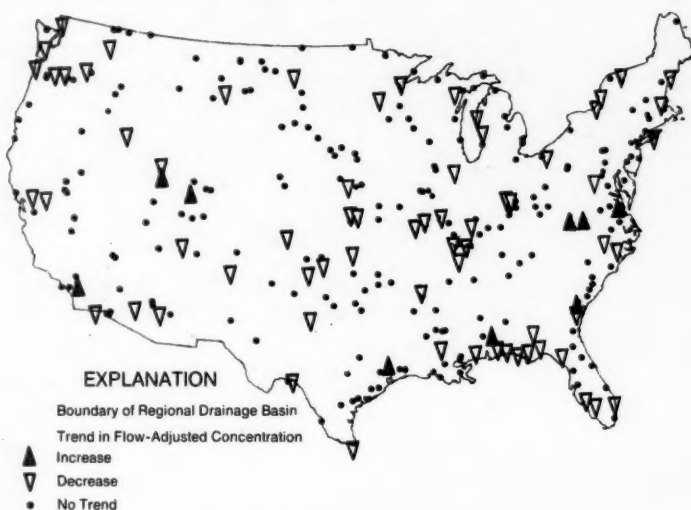 EXPLANATION
Boundary of Regional Drainage Basin
Trend in Flow-Adjusted Concentration
Increase
Decrease
No Trend